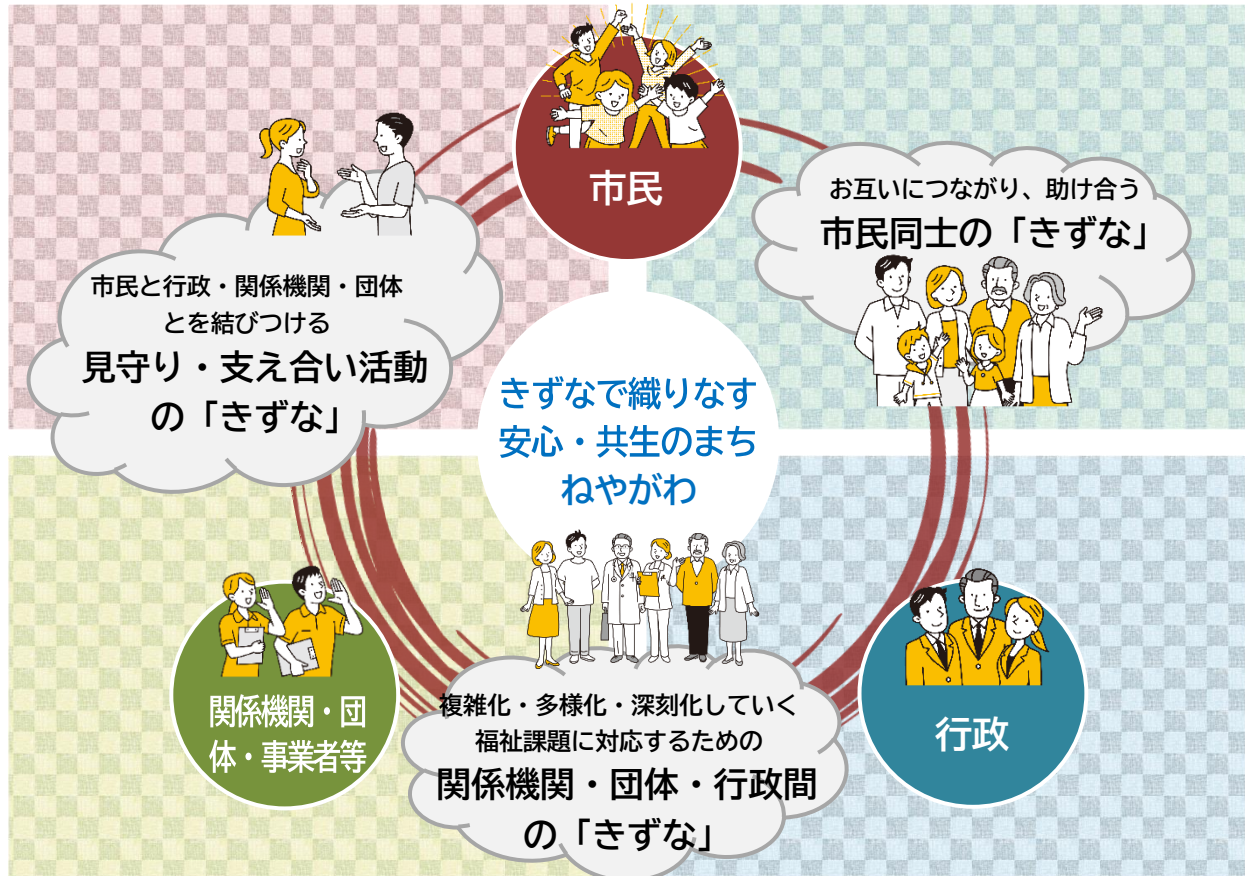 市民
お互いにつながり、助け合う
市民同士の「きずな」
市民と行政・関係機関・団体
とを結びつける
見守り・支え合い活動
の「きずな」
きずなで織りなす
安心・共生のまち
ねやがわ
関係機関・団
体・事業者等
複雑化・多様化・深刻化していく
福祉課題に対応するための
関係機関・団体・行政間
の「きずな」
行政